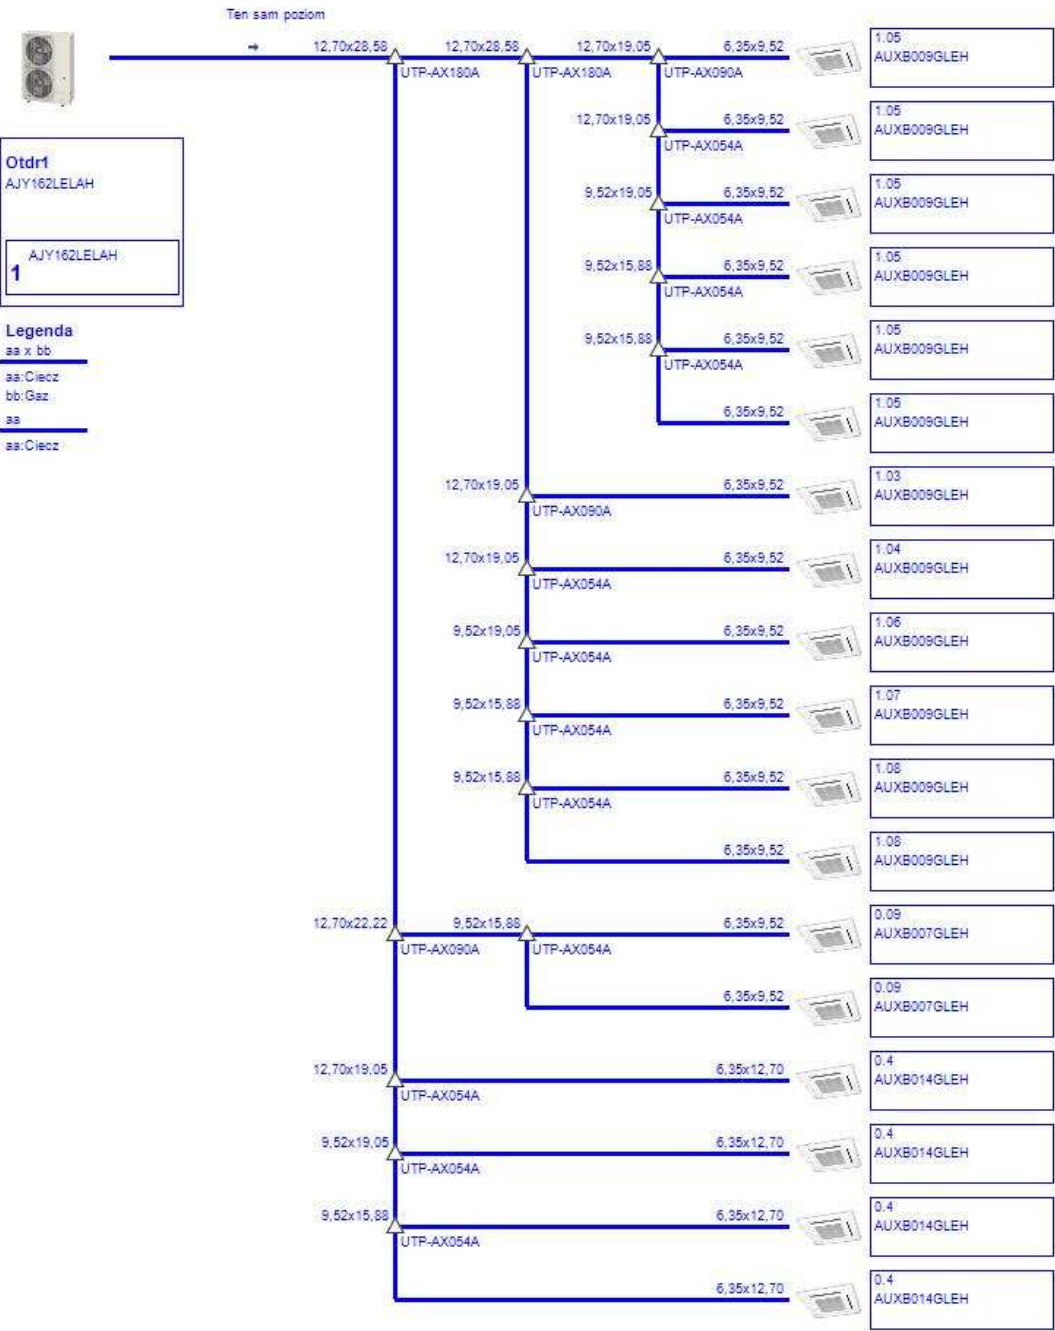 Ten sam poziom
12,70x28,58
12,70x28,58
12,70x19,05
6,35x9,52
UTP-AX180A
UTP-AX180A
UTP-AX090A
1.05
AUXB009GLEH
12,70x19,05
6,35x9,52
UTP-AX054A
1.05
AUXB009GLEH
Otdr1
AJY162LELAH
9,52x19,05
6,35x9,52
UTP-AX054A
1.05
AUXB009GLEH
AJY162LELAH
1
9,52x15,88
6,35x9,52
UTP-AX054A
1.05
AUXB009GLEH
Legenda
aa x bb
aa:Ciecz
bb:Gaz
aa
aa:Ciecz
9,52x15,88
6,35x9,52
UTP-AX054A
1.05
AUXB009GLEH
6,35x9,52
1.05
AUXB009GLEH
12,70x19,05
6,35x9,52
UTP-AX090A
1.03
AUXB009GLEH
12,70x19,05
6,35x9,52
UTP-AX054A
1.04
AUXB009GLEH
9,52x19,05
6,35x9,52
UTP-AX054A
1.06
AUXB009GLEH
9,52x15,88
6,35x9,52
UTP-AX054A
1.07
AUXB009GLEH
9,52x15,88
6,35x9,52
UTP-AX054A
1.08
AUXB009GLEH
6,35x9,52
1.08
AUXB009GLEH
12,70x22,22
9,52x15,88
6,35x9,52
UTP-AX090A
UTP-AX054A
0.09
AUXB007GLEH
6,35x9,52
0.09
AUXB007GLEH
12,70x19,05
6,35x12,70
UTP-AX054A
0.4
AUXB014GLEH
9,52x19,05
6,35x12,70
UTP-AX054A
0.4
AUXB014GLEH
9,52x15,88
6,35x12,70
UTP-AX054A
0.4
AUXB014GLEH
6,35x12,70
0.4
AUXB014GLEH